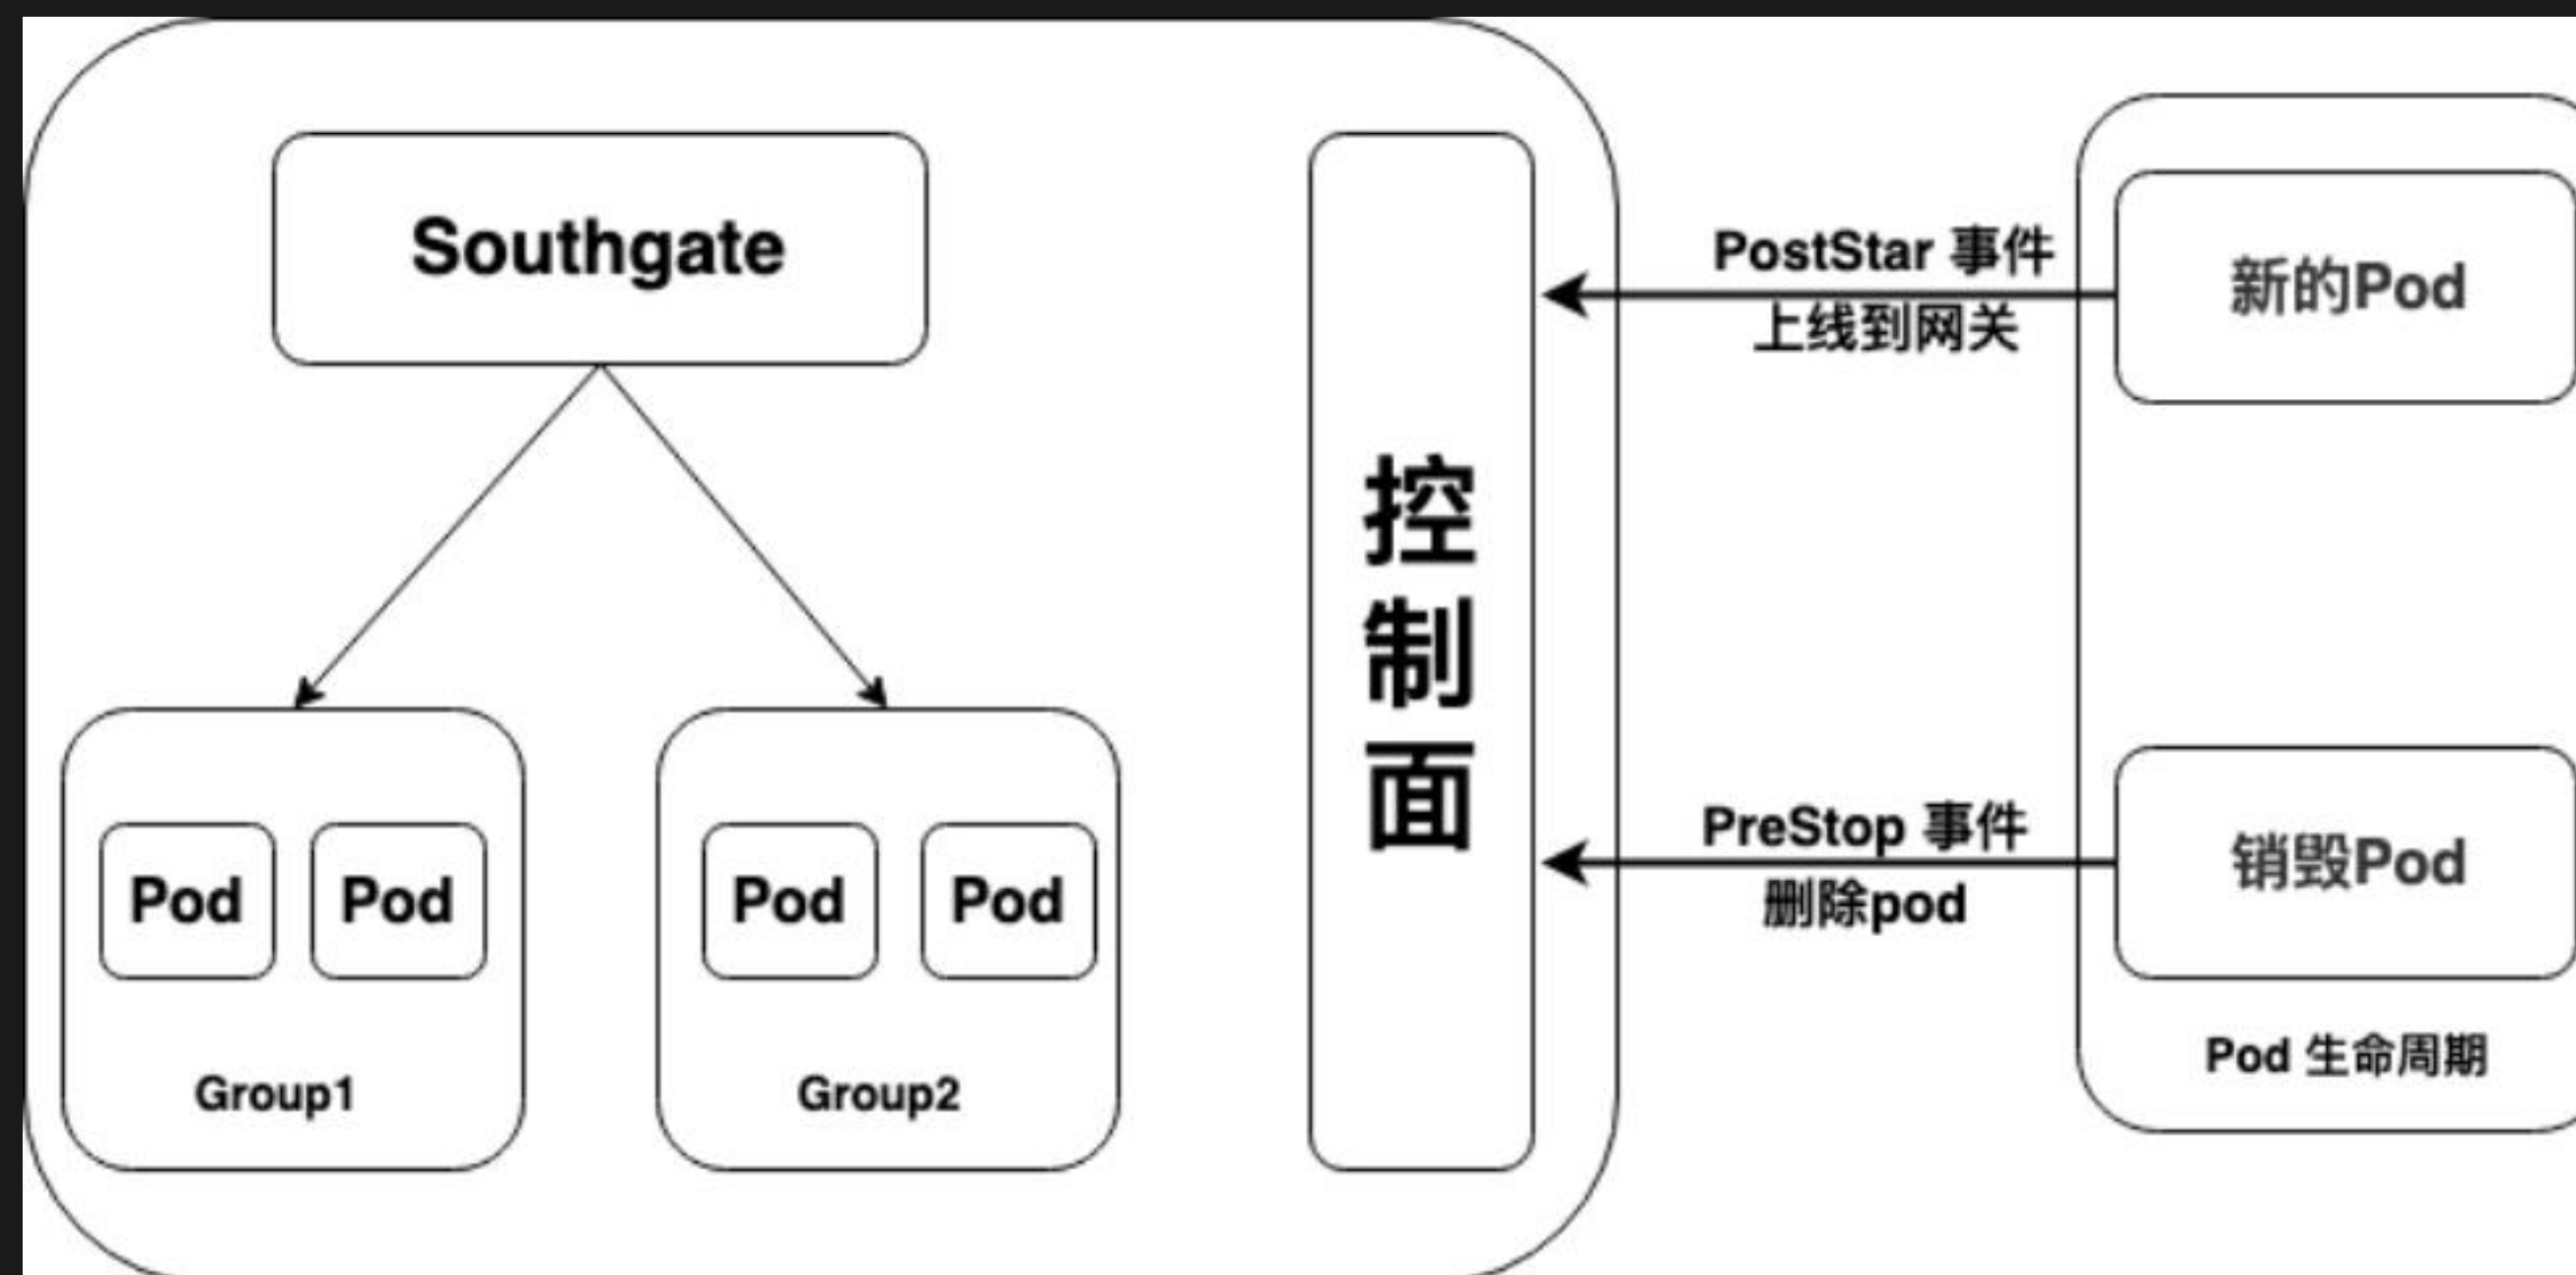 Southgate
Pod
Pod
Group1
Pod
Pod
Group2
控
制
面
PostStar 事件
上线到网关
PreStop 事件
删除pod
新的Pod
销毁Pod
Pod 生命周期